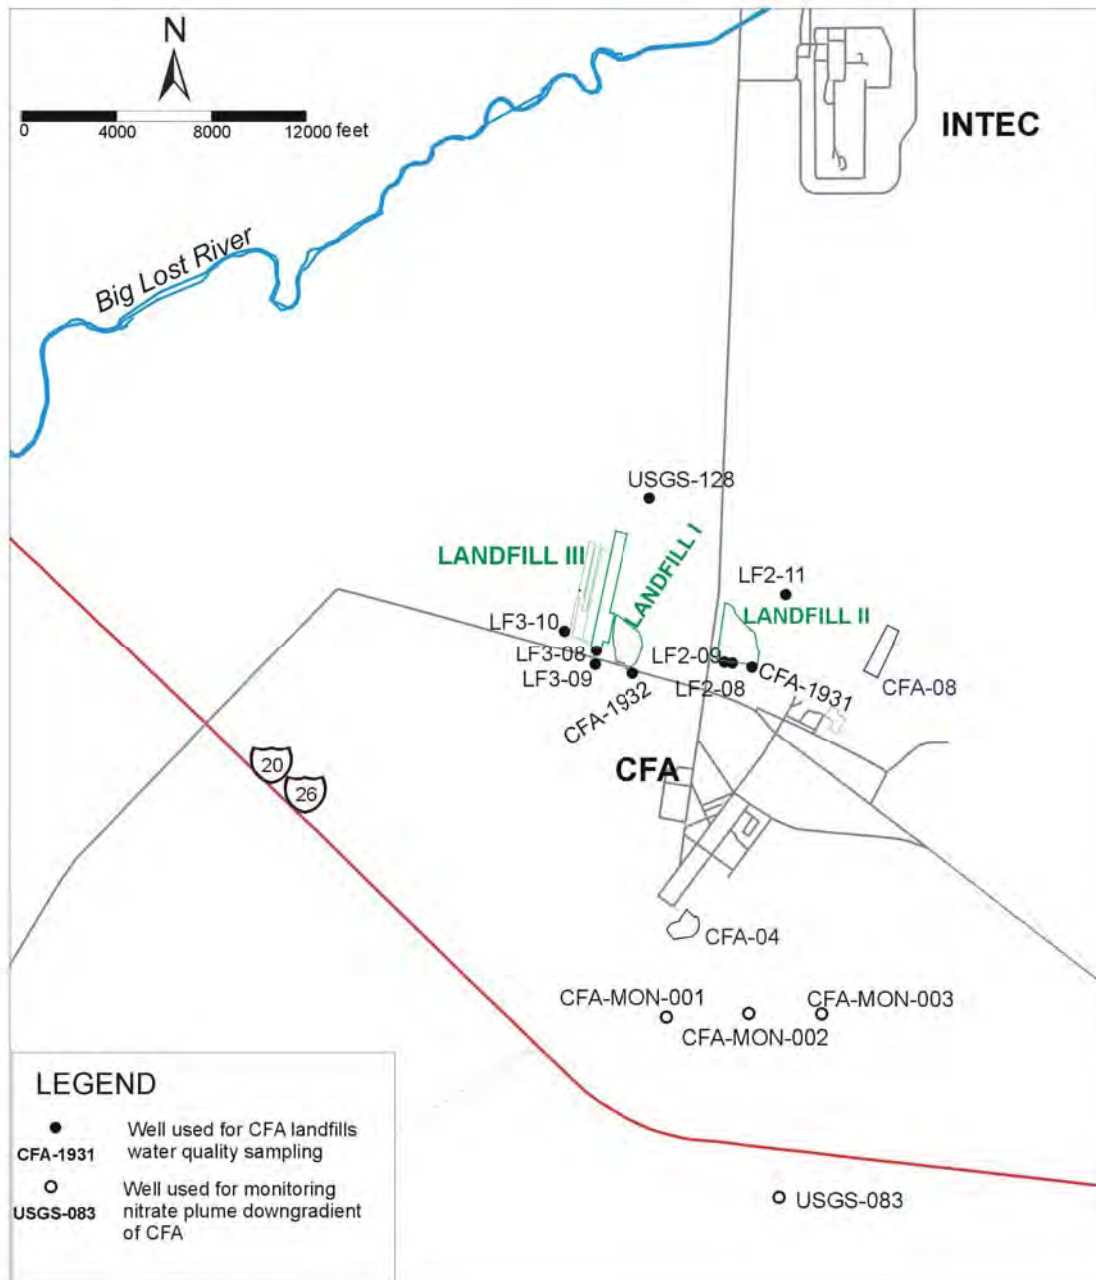 N
0 4000 8000 12000 feet
INTEC
Big Lost River
USGS-128
LANDFILL III
LANDFILL I
LF2-11
LANDFILL II
LF3-10
LF3-08
LF2-09
LF3-09
LF2-08
CFA-1931
CFA-08
CFA-1932
CFA
20
26
CFA-04
CFA-MON-001
CFA-MON-003
CFA-MON-002
LEGEND
Well used for CFA landfills
CFA-1931 water quality sampling
Well used for monitoring
USGS-083 nitrate plume downgradient
of CFA
USGS-083